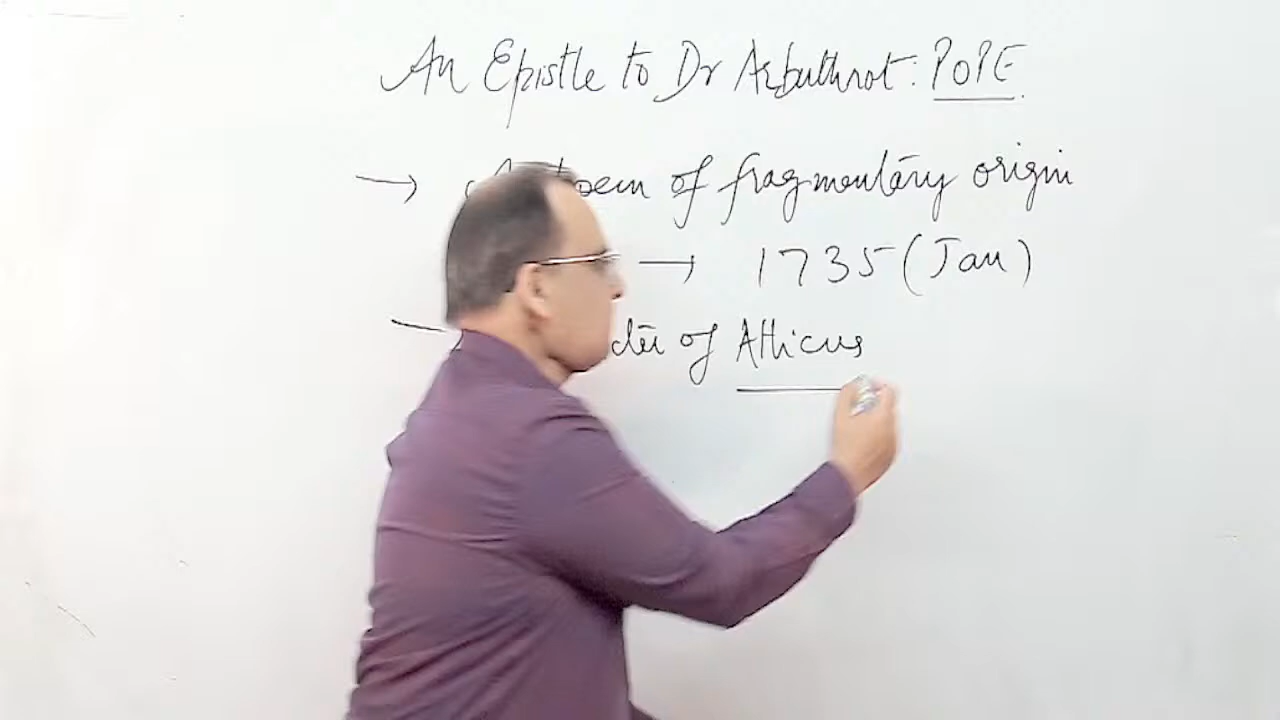 An Epistle to Dr Arbuthnot: POPE
→ poem of fragmentary origin
→ 1735 (Jan)
of Atticus